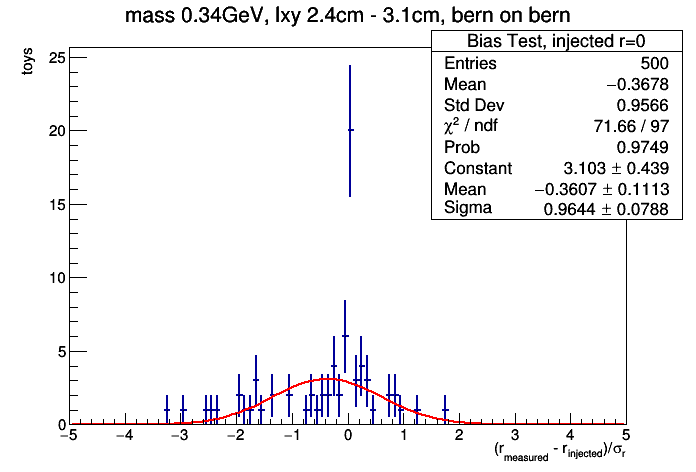 mass 0.34GeV, lxy 2.4cm - 3.1cm, bern on bern
Bias Test, injected r=0
Entries 500
Mean −0.3678
Std Dev 0.9566
χ² / ndf 71.66 / 97
Prob 0.9749
Constant 3.103 ± 0.439
Mean −0.3607 ± 0.1113
Sigma 0.9644 ± 0.0788
toys
25
20
15
10
5
0
−5 −4 −3 −2 −1 0 1 2 3 4 5
(r_measured - r_injected)/σ_r